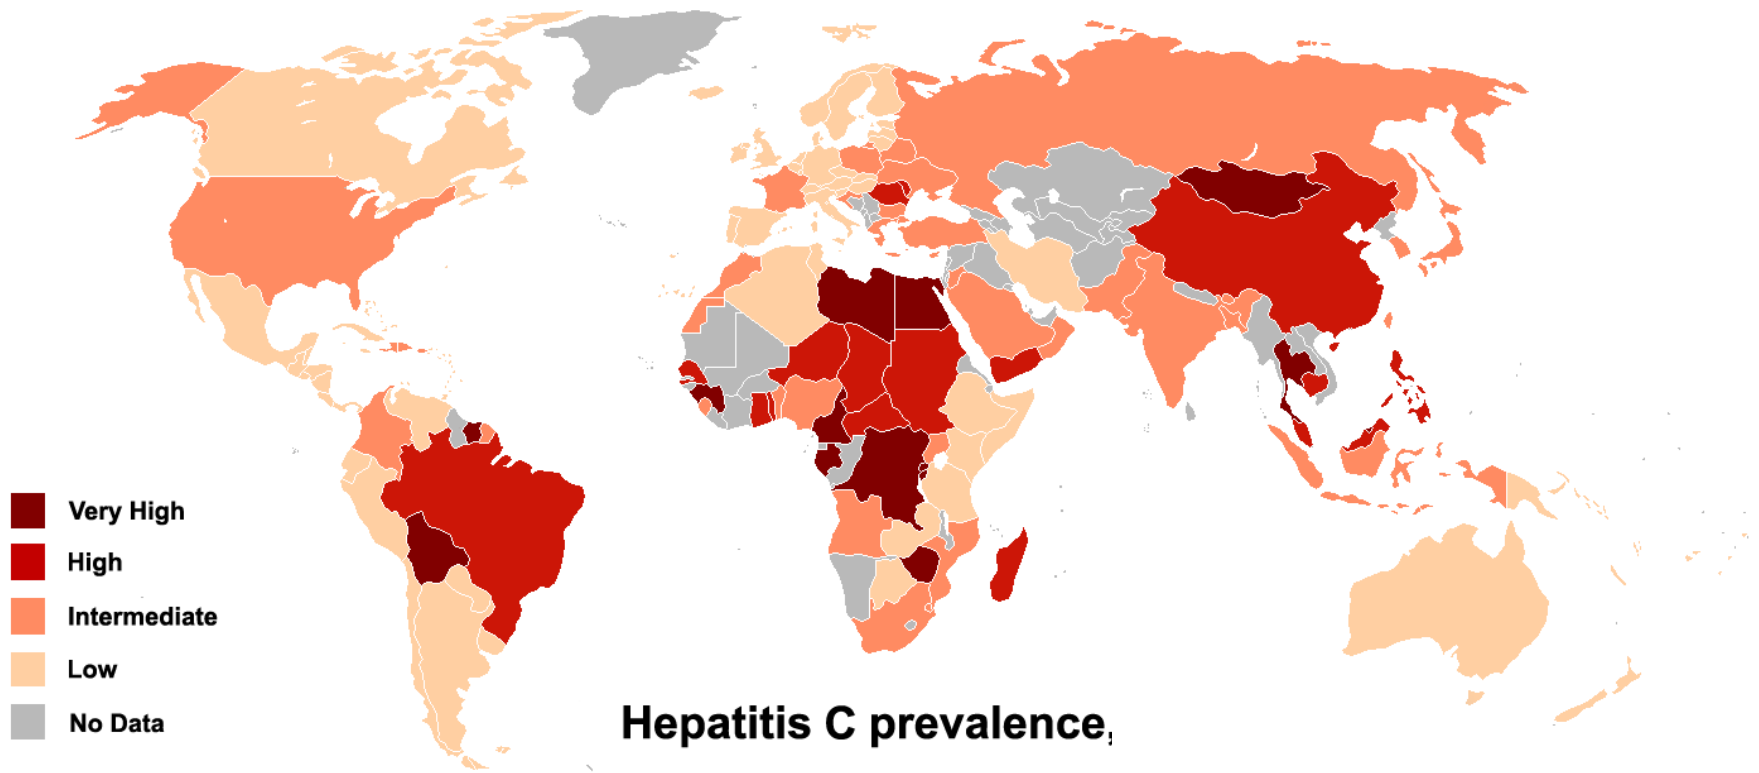 Very High
High
Intermediate
Low
No Data
Hepatitis C prevalence,